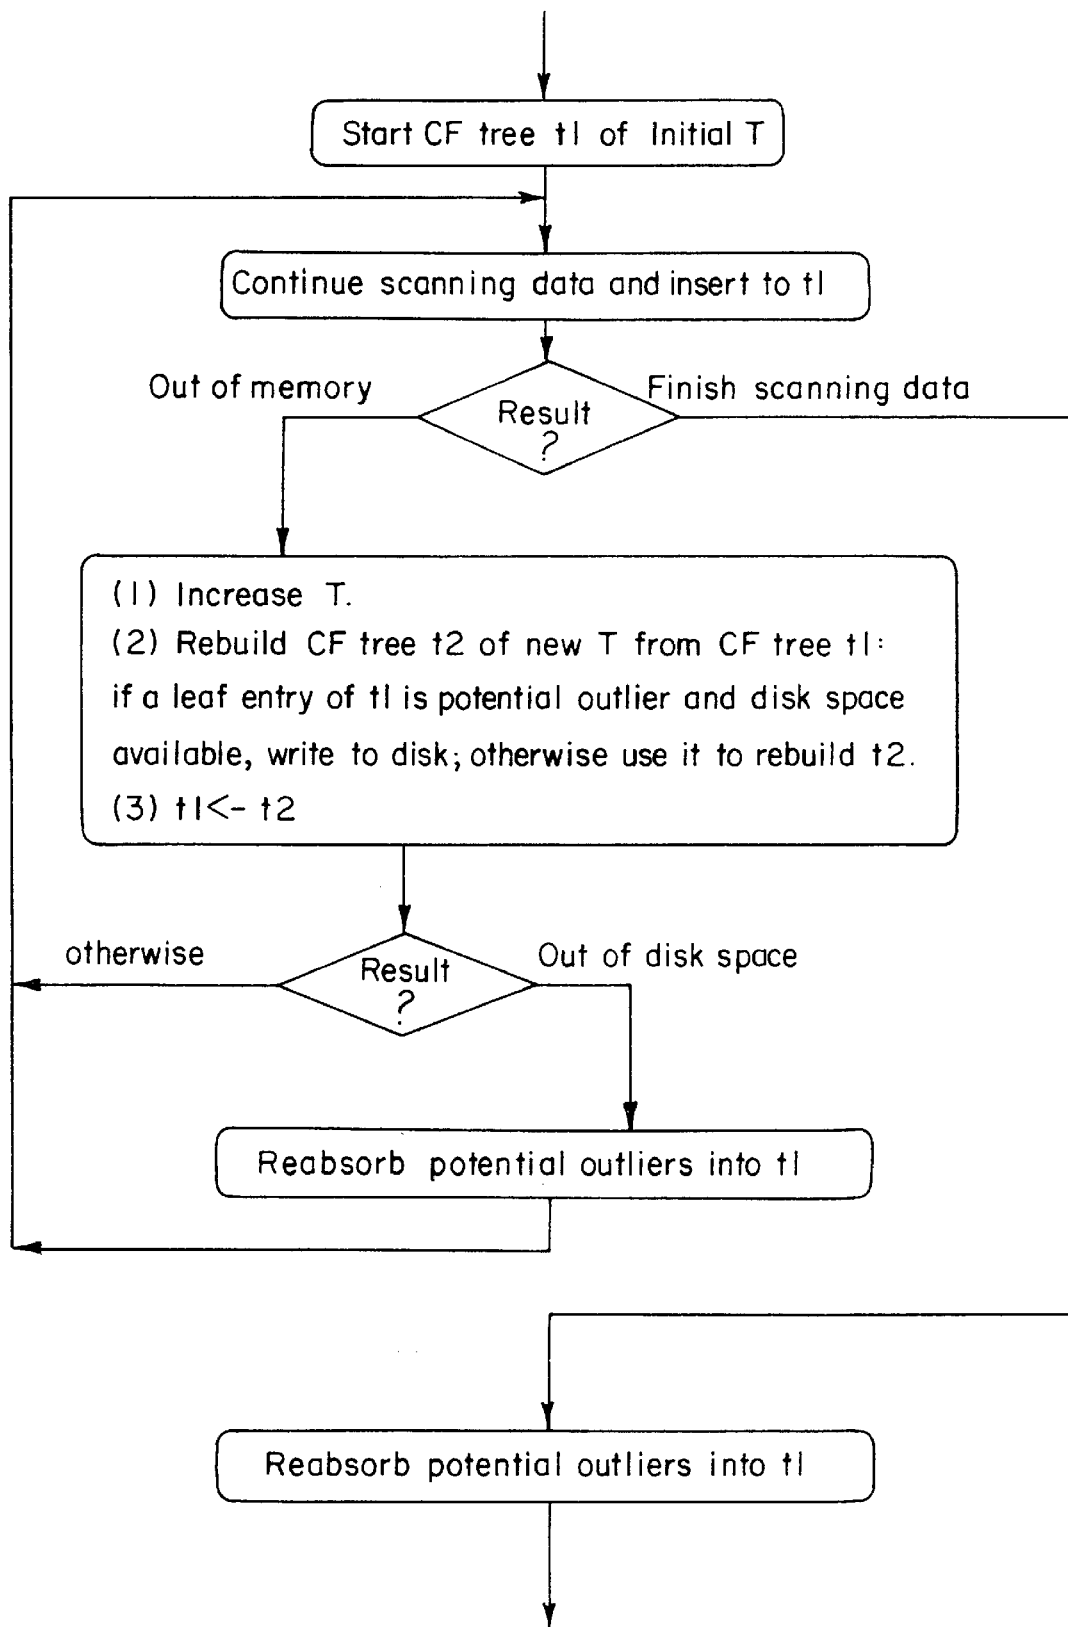 Start CF tree t1 of Initial T
Continue scanning data and insert to t1
Out of memory
Finish scanning data
Result
?
(1) Increase T.
(2) Rebuild CF tree t2 of new T from CF tree t1:
if a leaf entry of t1 is potential outlier and disk space
available, write to disk; otherwise use it to rebuild t2.
(3) t1<- t2
otherwise
Out of disk space
Result
?
Reabsorb potential outliers into t1
Reabsorb potential outliers into t1